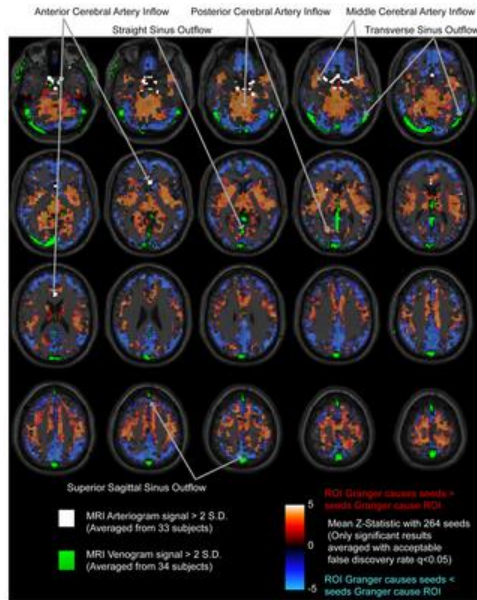 Anterior Cerebral Artery Inflow
Posterior Cerebral Artery Inflow
Middle Cerebral Artery Inflow
Straight Sinus Outflow
Transverse Sinus Outflow
Superior Sagittal Sinus Outflow
MRI Arteriogram signal > 2 S.D.
(Averaged from 33 subjects)
MRI Venogram signal > 2 S.D.
(Averaged from 34 subjects)
5
0
-5
ROI Granger causes seeds >
seeds Granger cause ROI
Mean Z-Statistic with 264 seeds
(Only significant results
averaged with acceptable
false discovery rate q<0.05)
ROI Granger causes seeds <
seeds Granger cause ROI